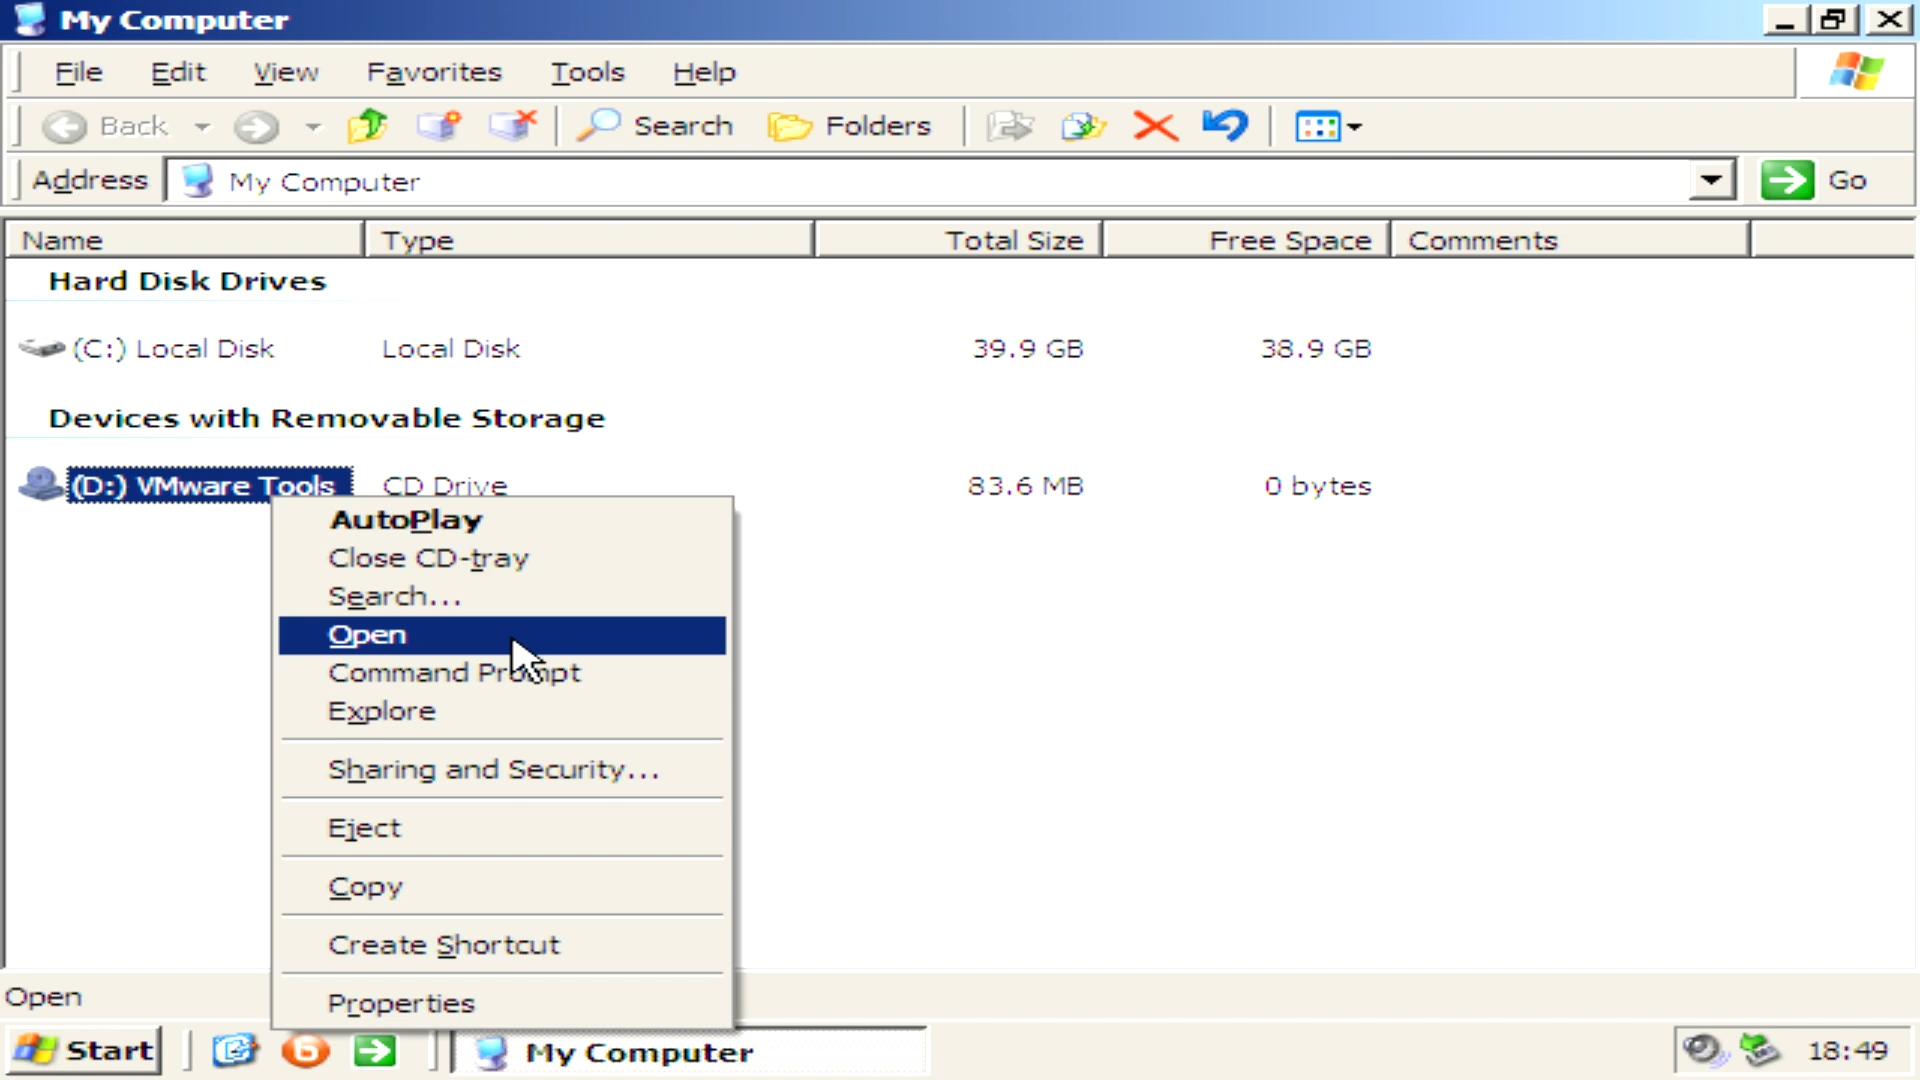 My Computer
File Edit View Favorites Tools Help
Back Search Folders
Address My Computer Go
Name Type Total Size Free Space Comments
Hard Disk Drives
(C:) Local Disk Local Disk 39.9 GB 38.9 GB
Devices with Removable Storage
(D:) VMware Tools CD Drive 83.6 MB 0 bytes
AutoPlay
Close CD-tray
Search...
Open
Command Prompt
Explore
Sharing and Security...
Eject
Copy
Create Shortcut
Properties
Open
Start My Computer 18:49